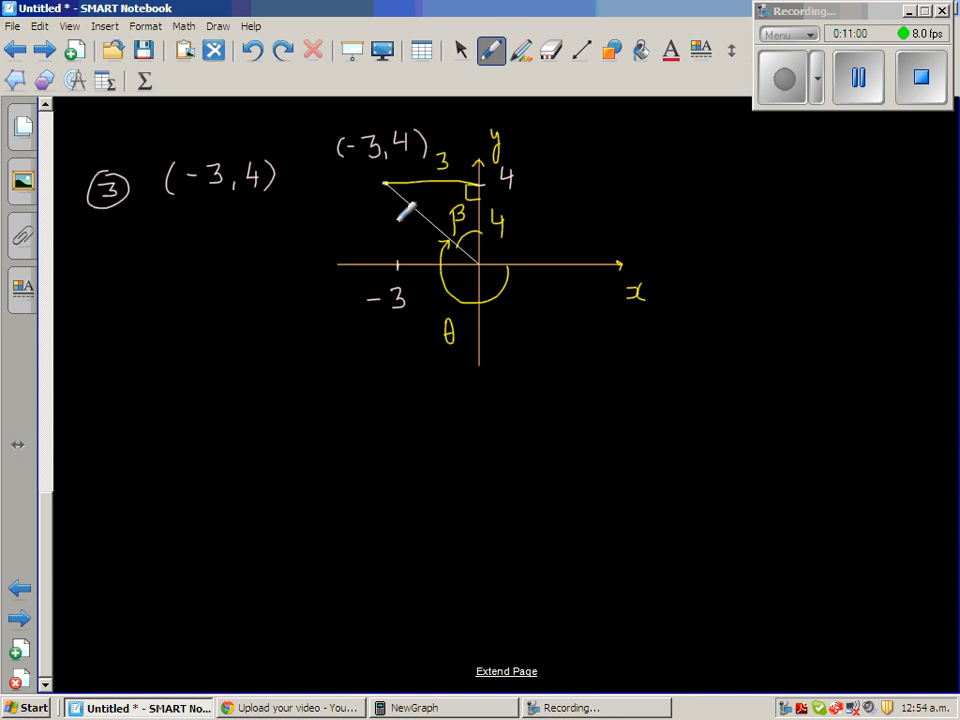 Untitled * - SMART Notebook
File Edit View Insert Format Math Draw Help
Recording...
Menu
0:11:00
8.0 fps
3 (-3,4)
(-3,4)
y
3
4
β
4
-3
x
θ
Extend Page
Start
Untitled * - SMART No...
Upload your video - You...
NewGraph
Recording...
12:54 a.m.